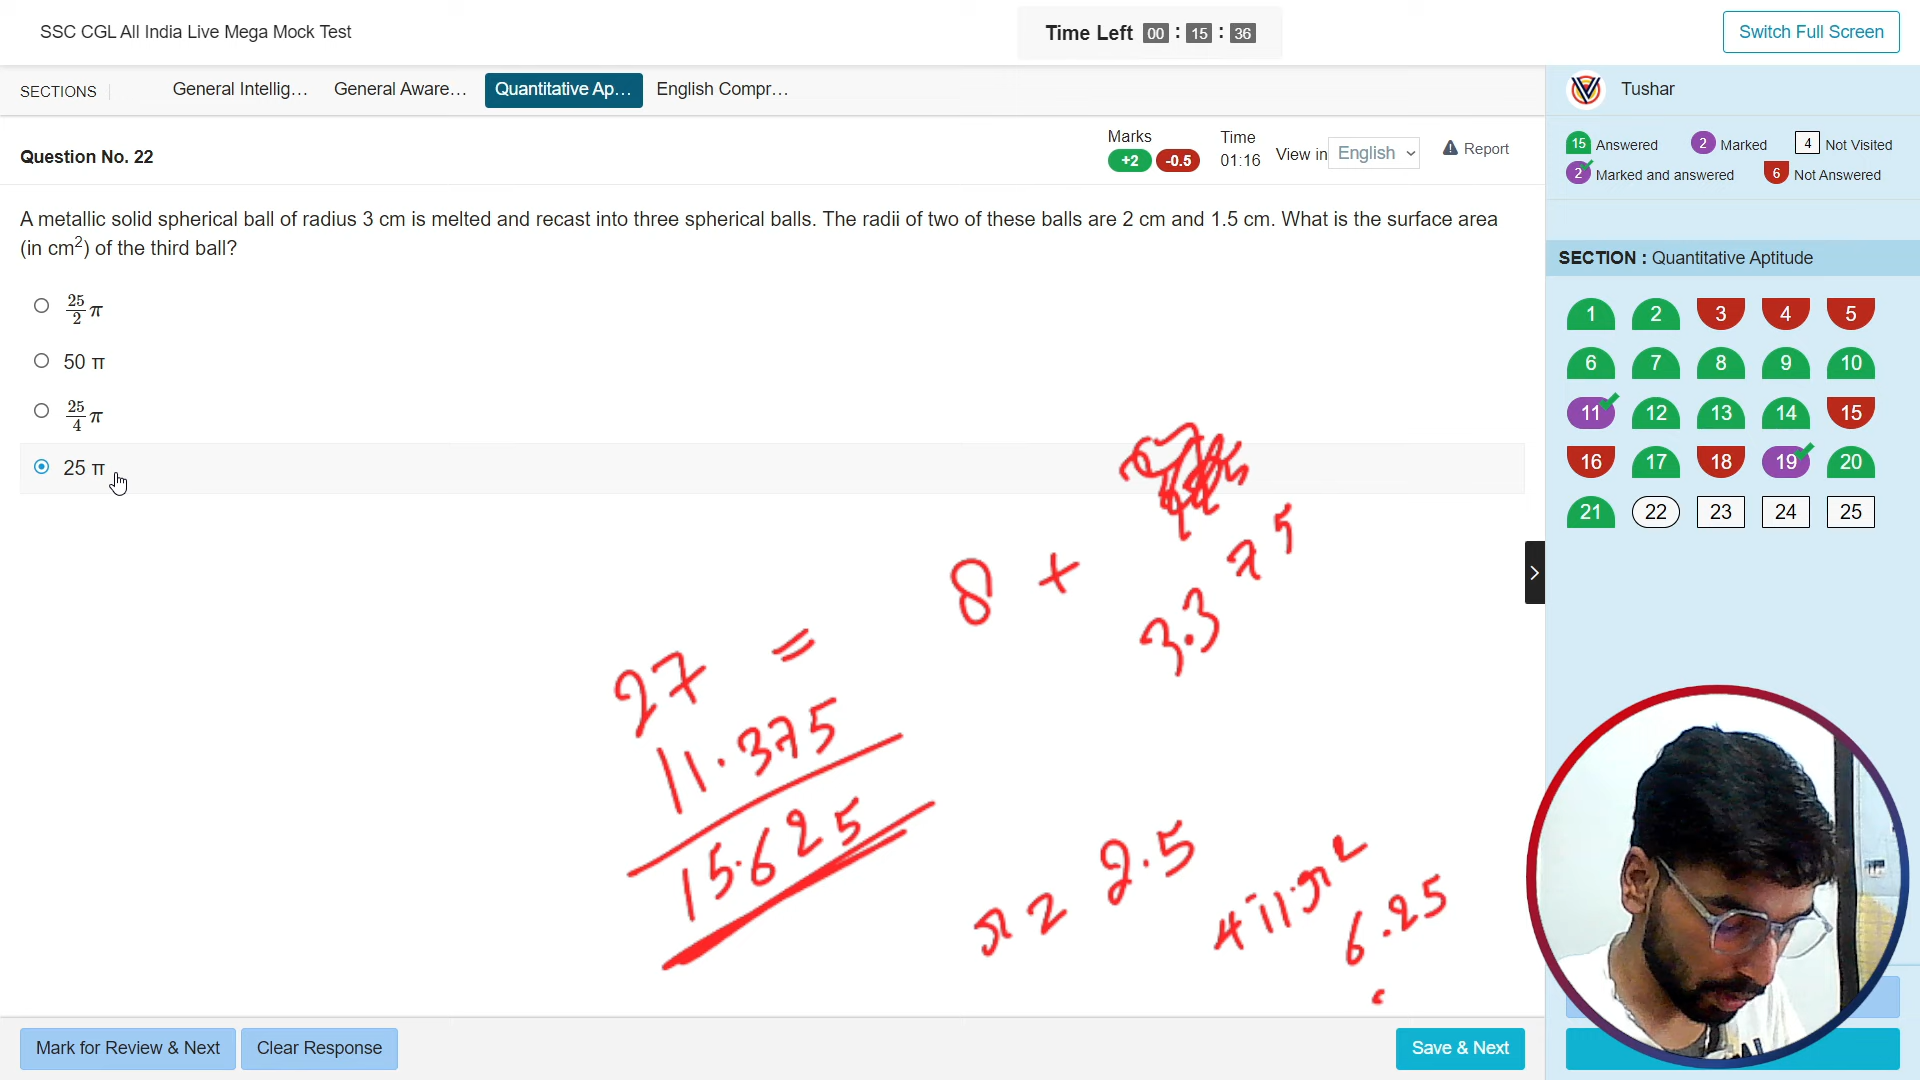 SSC CGL All India Live Mega Mock Test
Time Left 00 : 15 : 36
Switch Full Screen
SECTIONS
General Intellig...
General Aware...
Quantitative Ap...
English Compr...
Tushar
Question No. 22
Marks
+2 -0.5
Time
01:16
View in English
Report
15 Answered
2 Marked
4 Not Visited
2 Marked and answered
6 Not Answered
A metallic solid spherical ball of radius 3 cm is melted and recast into three spherical balls. The radii of two of these balls are 2 cm and 1.5 cm. What is the surface area
(in cm²) of the third ball?
25/2 π
50 π
25/4 π
25 π
SECTION : Quantitative Aptitude
1 2 3 4 5
6 7 8 9 10
11 12 13 14 15
16 17 18 19 20
21 22 23 24 25
27 = 8 + 3.375
11.375
15.625
2.5
6.25
Mark for Review & Next
Clear Response
Save & Next